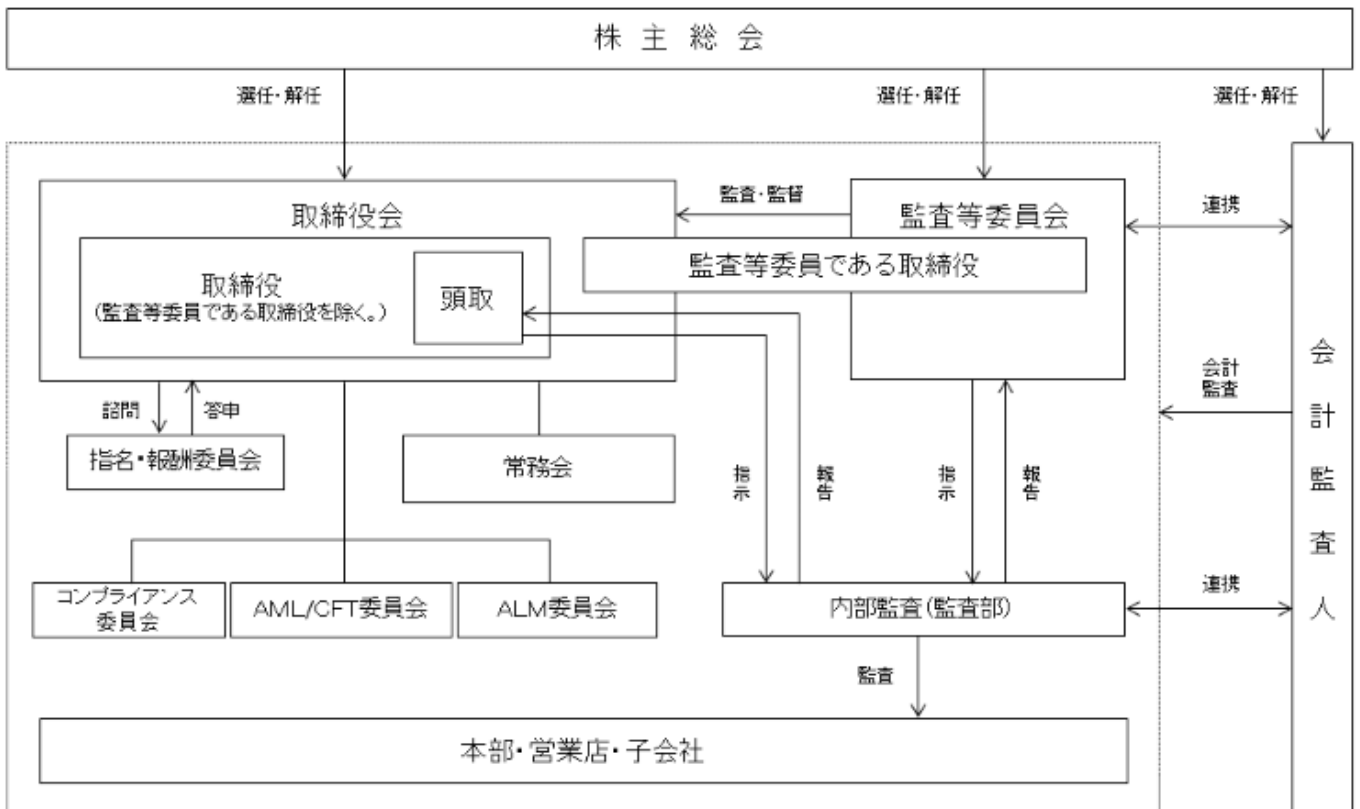 株主総会
選任・解任
選任・解任
選任・解任
取締役会
監査・監督
監査等委員会
連携
監査等委員である取締役
取締役
(監査等委員である取締役を除く。)
頭取
会計監査人
会計
監査
諮問
答申
指名・報酬委員会
常務会
指示
報告
指示
報告
コンプライアンス
委員会
AML/CFT委員会
ALM委員会
内部監査(監査部)
連携
監査
本部・営業店・子会社